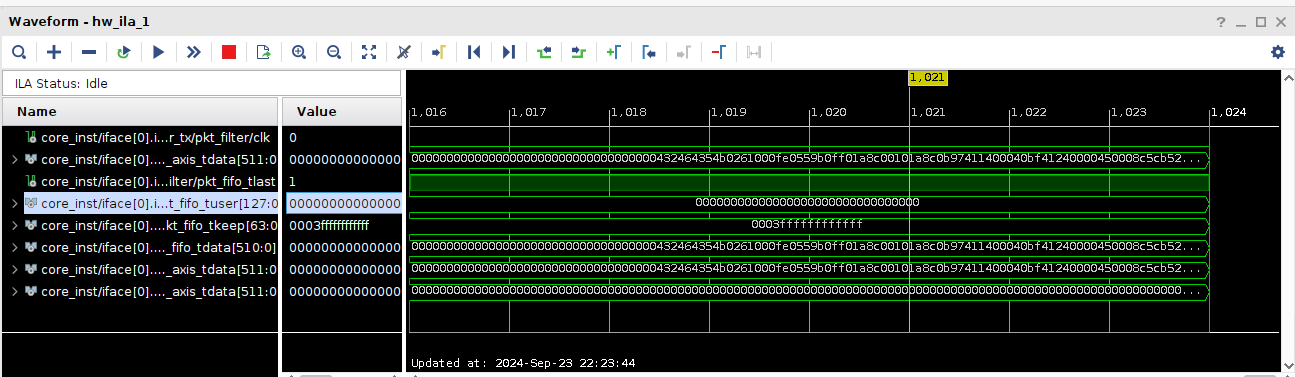 Waveform - hw_ila_1
ILA Status: Idle
1,021
Name Value
1,016 1,017 1,018 1,019 1,020 1,021 1,022 1,023 1,024
core_inst/iface[0].i...r_tx/pkt_filter/clk 0
core_inst/iface[0]...._axis_tdata[511:0 00000000000000
core_inst/iface[0].i...ilter/pkt_fifo_tlast 1
core_inst/iface[0].i...t_fifo_tuser[127:0 00000000000000 00000000000000000000000000000000
core_inst/iface[0]....kt_fifo_tkeep[63:0 0003ffffffffffff 0003ffffffffffff
core_inst/iface[0]...._fifo_tdata[510:0] 00000000000000
core_inst/iface[0]...._axis_tdata[511:0 00000000000000
core_inst/iface[0]...._axis_tdata[511:0 00000000000000
Updated at: 2024-Sep-23 22:23:44